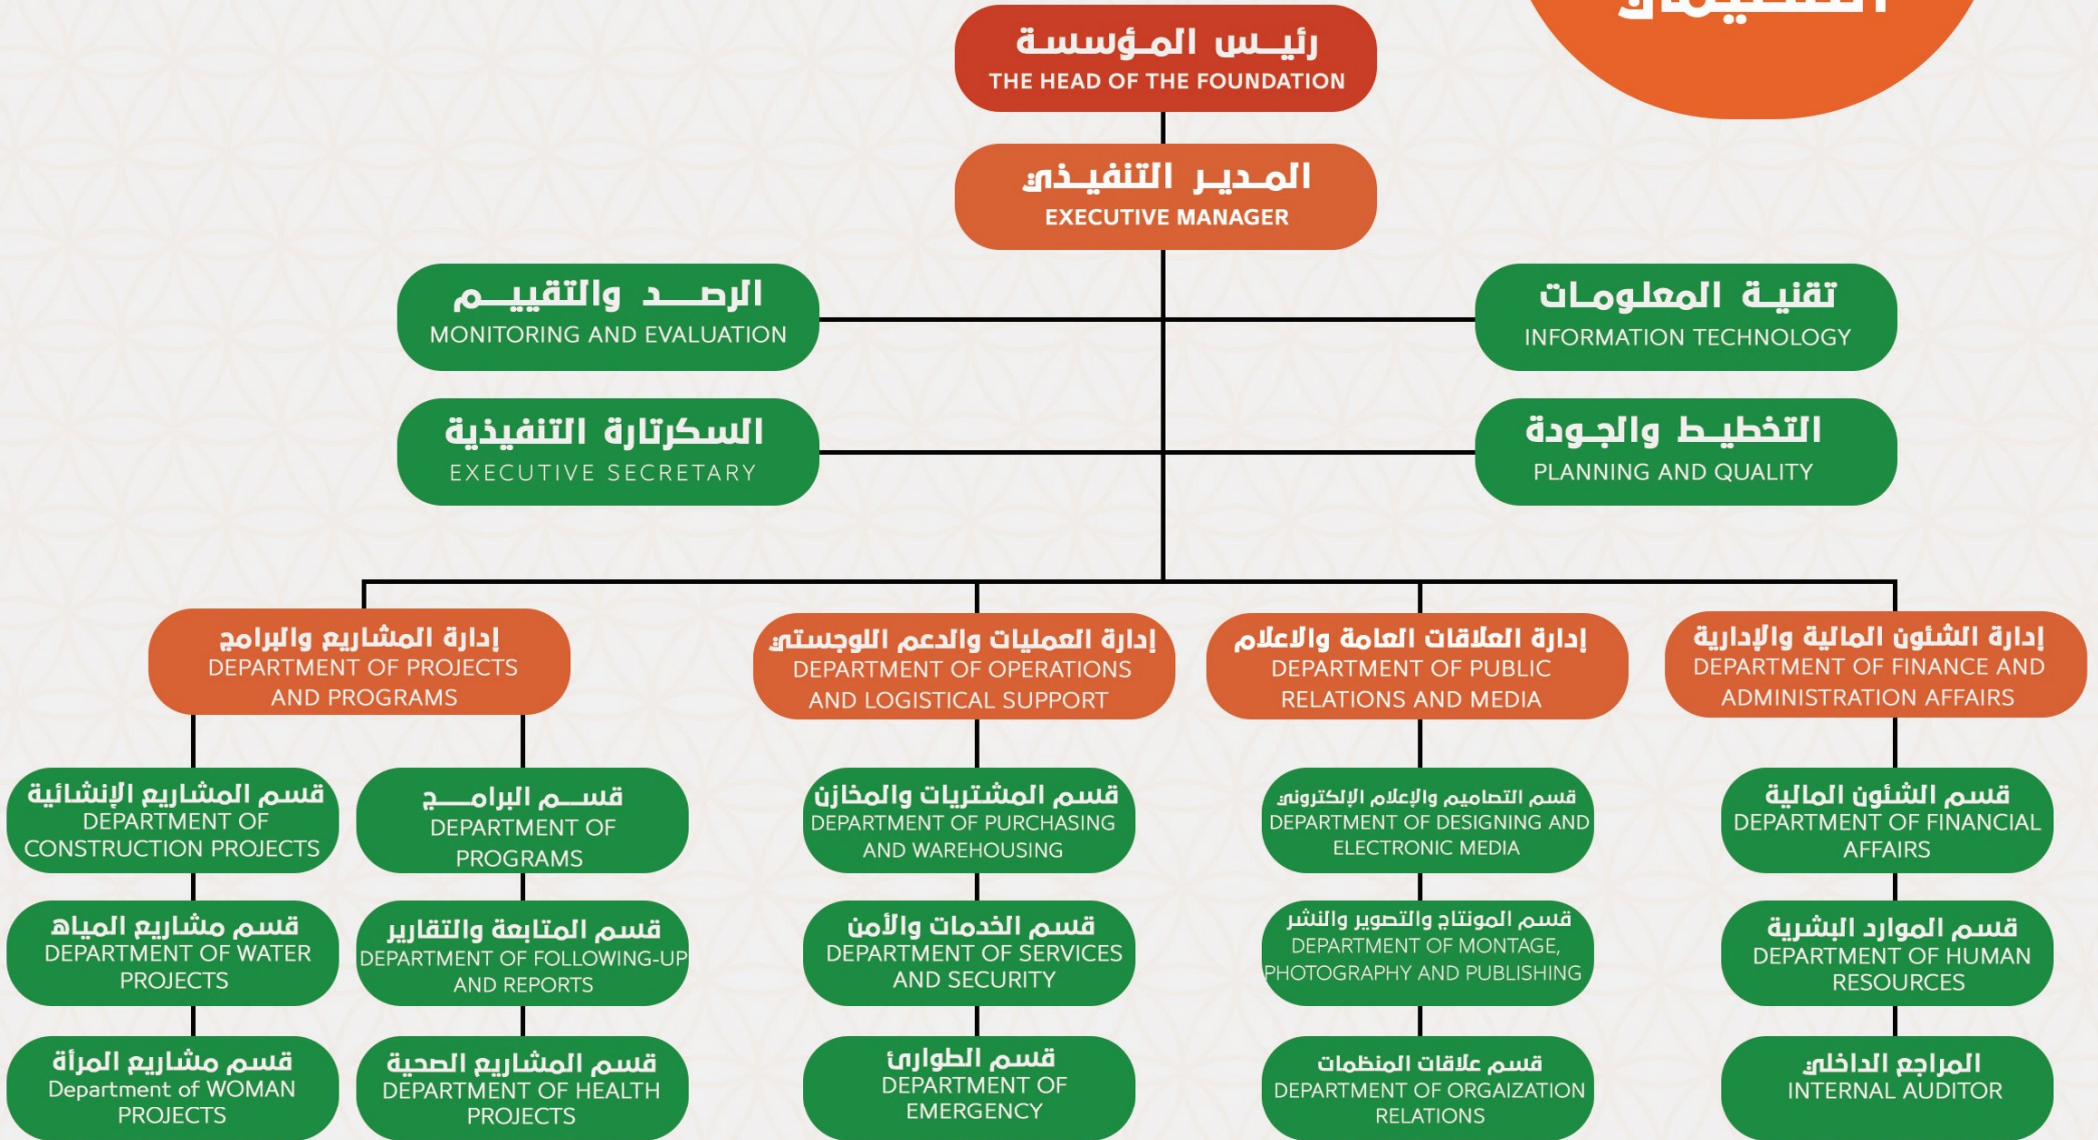 رئيس المؤسسة
THE HEAD OF THE FOUNDATION
المدير التنفيذي
EXECUTIVE MANAGER
الرصد والتقييم
MONITORING AND EVALUATION
تقنية المعلومات
INFORMATION TECHNOLOGY
السكرتارة التنفيذية
EXECUTIVE SECRETARY
التخطيط والجودة
PLANNING AND QUALITY
إدارة المشاريع والبرامج
DEPARTMENT OF PROJECTS
AND PROGRAMS
إدارة العمليات والدعم اللوجستي
DEPARTMENT OF OPERATIONS
AND LOGISTICAL SUPPORT
إدارة العلاقات العامة والاعلام
DEPARTMENT OF PUBLIC
RELATIONS AND MEDIA
إدارة الشئون المالية والإدارية
DEPARTMENT OF FINANCE AND
ADMINISTRATION AFFAIRS
قسم المشاريع الإنشائية
DEPARTMENT OF
CONSTRUCTION PROJECTS
قسم البرامج
DEPARTMENT OF
PROGRAMS
قسم المشتريات والمخازن
DEPARTMENT OF PURCHASING
AND WAREHOUSING
قسم التصاميم والإعلام الإلكتروني
DEPARTMENT OF DESIGNING AND
ELECTRONIC MEDIA
قسم الشئون المالية
DEPARTMENT OF FINANCIAL
AFFAIRS
قسم مشاريع المياه
DEPARTMENT OF WATER
PROJECTS
قسم المتابعة والتقارير
DEPARTMENT OF FOLLOWING-UP
AND REPORTS
قسم الخدمات والأمن
DEPARTMENT OF SERVICES
AND SECURITY
قسم المونتاج والتصوير والنشر
DEPARTMENT OF MONTAGE,
PHOTOGRAPHY AND PUBLISHING
قسم الموارد البشرية
DEPARTMENT OF HUMAN
RESOURCES
قسم مشاريع المرأة
Department of WOMAN
PROJECTS
قسم المشاريع الصحية
DEPARTMENT OF HEALTH
PROJECTS
قسم الطوارئ
DEPARTMENT OF
EMERGENCY
قسم علاقات المنظمات
DEPARTMENT OF ORGAIZATION
RELATIONS
المراجع الداخلي
INTERNAL AUDITOR